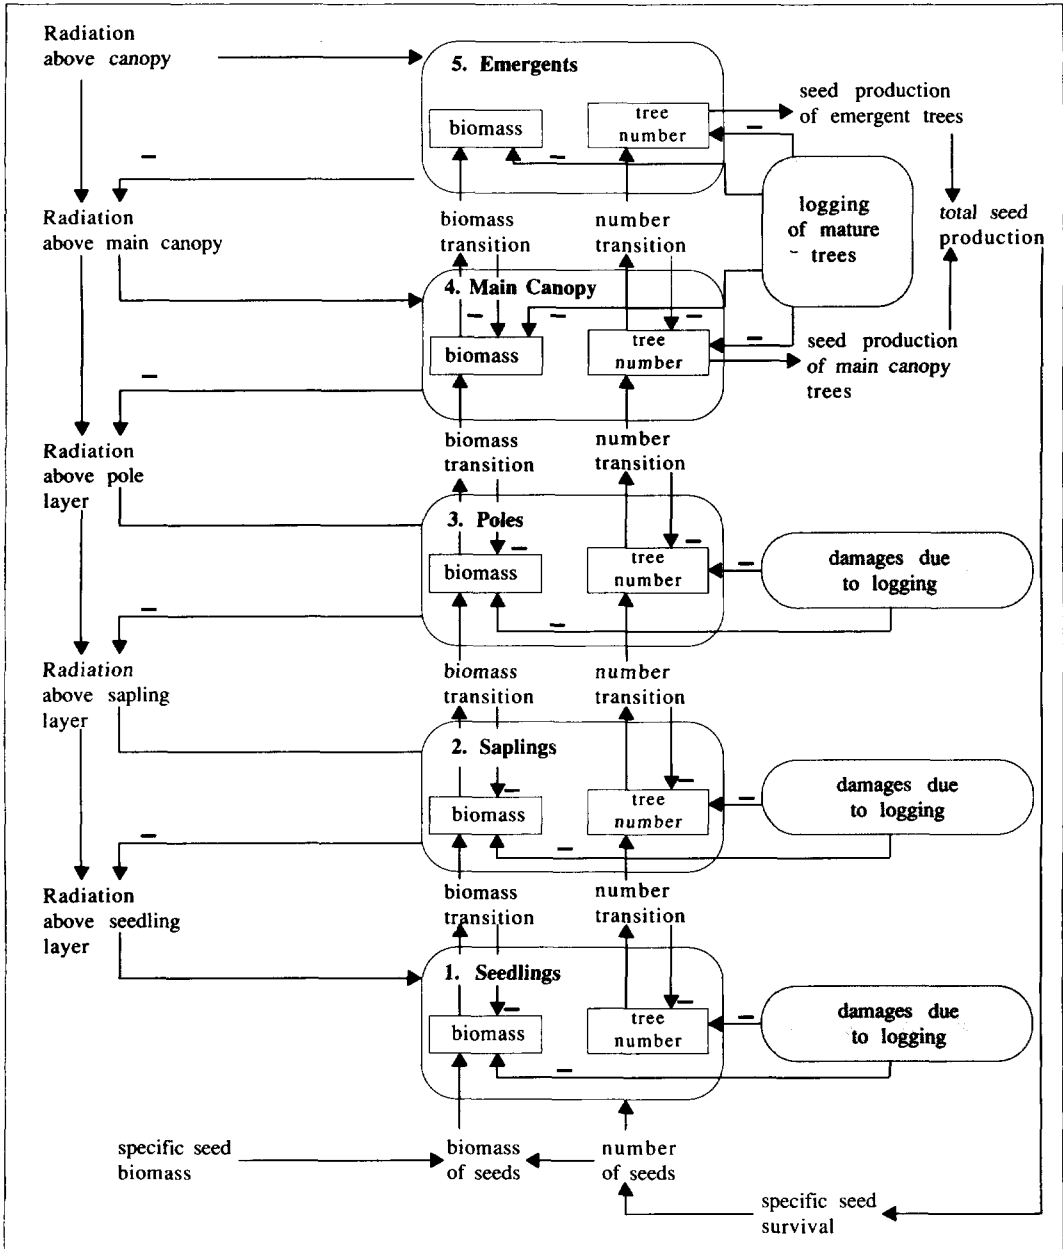 Radiation
above canopy
5. Emergents
biomass
tree
number
seed production
of emergent trees
Radiation
above main canopy
biomass
transition
number
transition
logging
of mature
trees
total seed
production
4. Main Canopy
biomass
tree
number
seed production
of main canopy
trees
Radiation
above pole
layer
biomass
transition
number
transition
3. Poles
biomass
tree
number
damages due
to logging
Radiation
above sapling
layer
biomass
transition
number
transition
2. Saplings
biomass
tree
number
damages due
to logging
Radiation
above seedling
layer
biomass
transition
number
transition
1. Seedlings
biomass
tree
number
damages due
to logging
specific seed
biomass
biomass
of seeds
number
of seeds
specific seed
survival